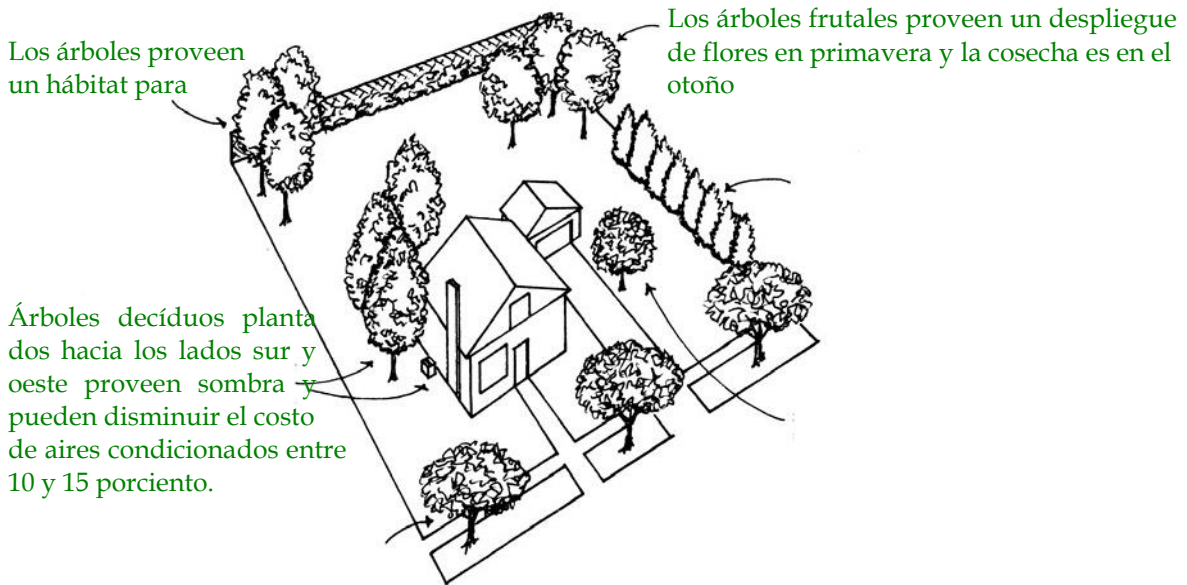 Los árboles proveen
un hábitat para
Los árboles frutales proveen un despliegue
de flores en primavera y la cosecha es en el
otoño
Árboles decíduos planta
dos hacia los lados sur y
oeste proveen sombra y
pueden disminuir el costo
de aires condicionados entre
10 y 15 porciento.